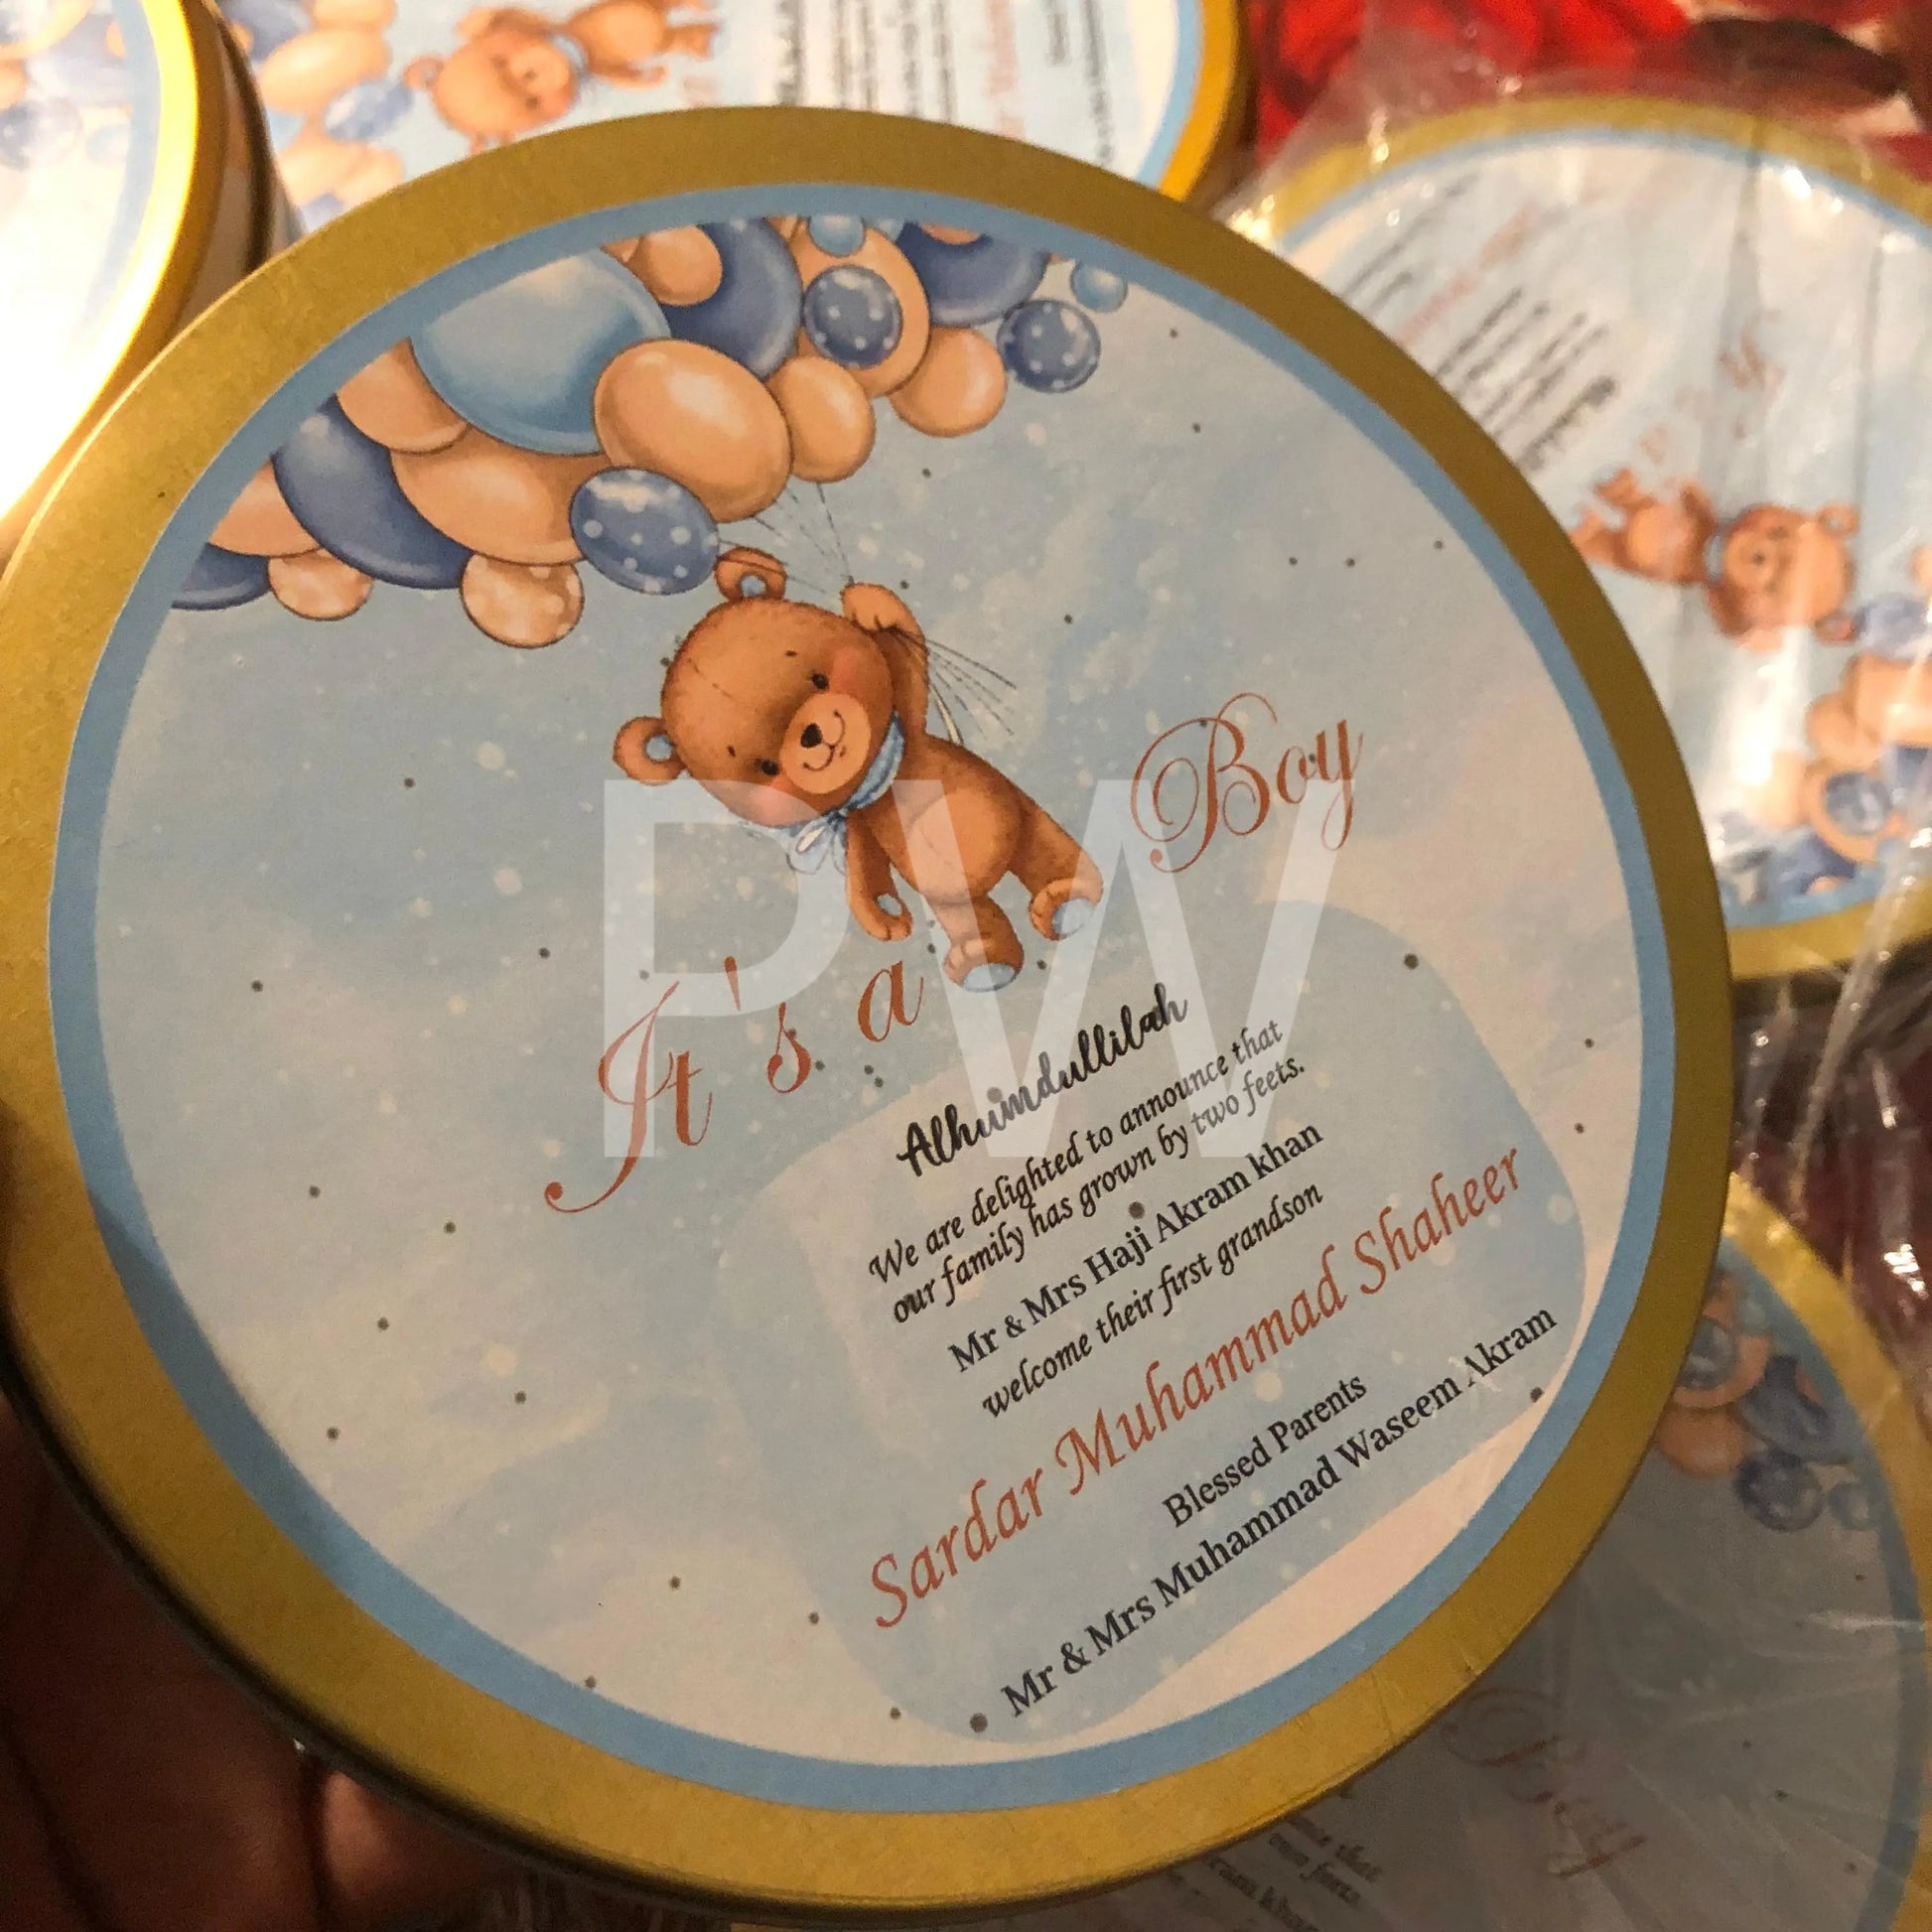 It's a Boy
Alhumdullilah
We are delighted to announce that
our family has grown by two feets.
Mr & Mrs Haji Akram khan
welcome their first grandson
Sardar Muhammad Shaheer
Blessed Parents
Mr & Mrs Muhammad Waseem Akram
PW
Boy